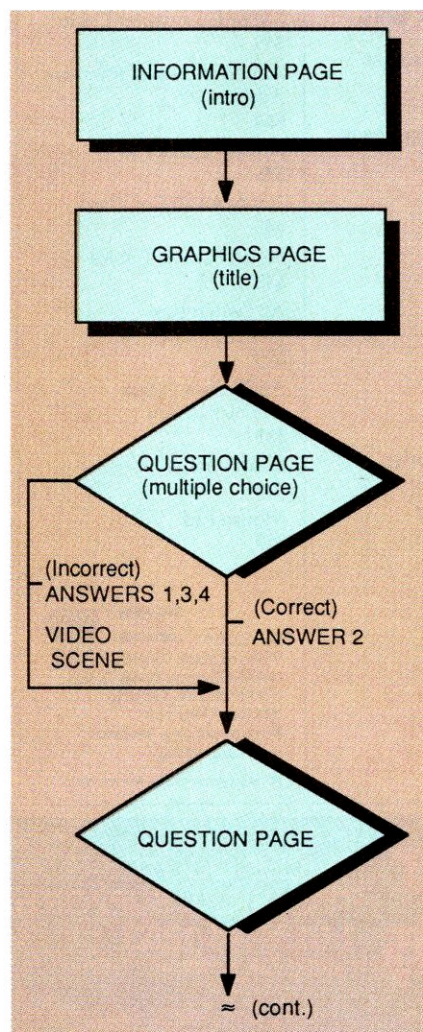 INFORMATION PAGE
(intro)
GRAPHICS PAGE
(title)
QUESTION PAGE
(multiple choice)
(Incorrect)
ANSWERS 1,3,4
VIDEO
SCENE
(Correct)
ANSWER 2
QUESTION PAGE
≈ (cont.)